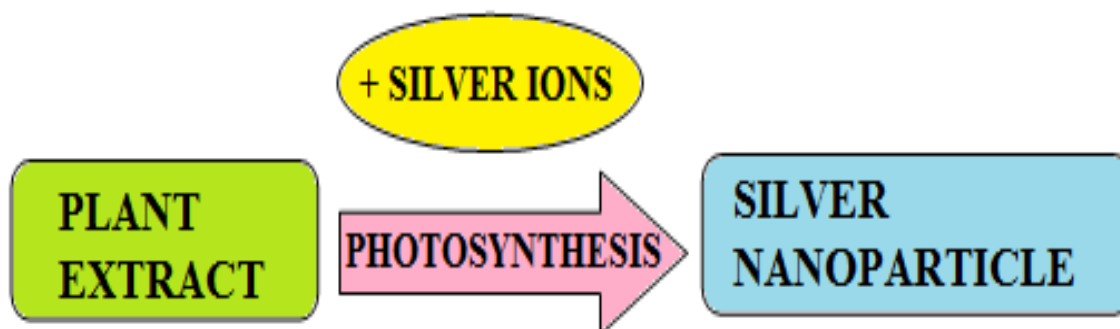 + SILVER IONS
PLANT
EXTRACT
PHOTOSYNTHESIS
SILVER
NANOPARTICLE